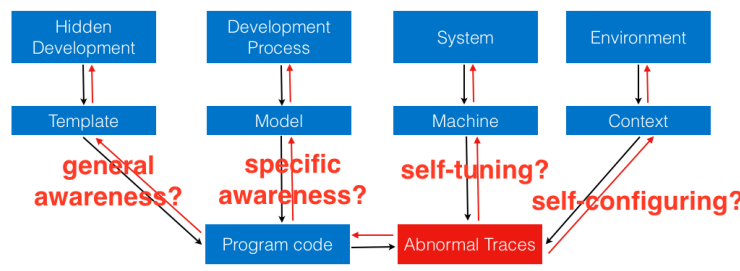 Hidden
Development
Development
Process
System
Environment
Template
Model
Machine
Context
general
awareness?
specific
awareness?
self-tuning?
self-configuring?
Program code
Abnormal Traces